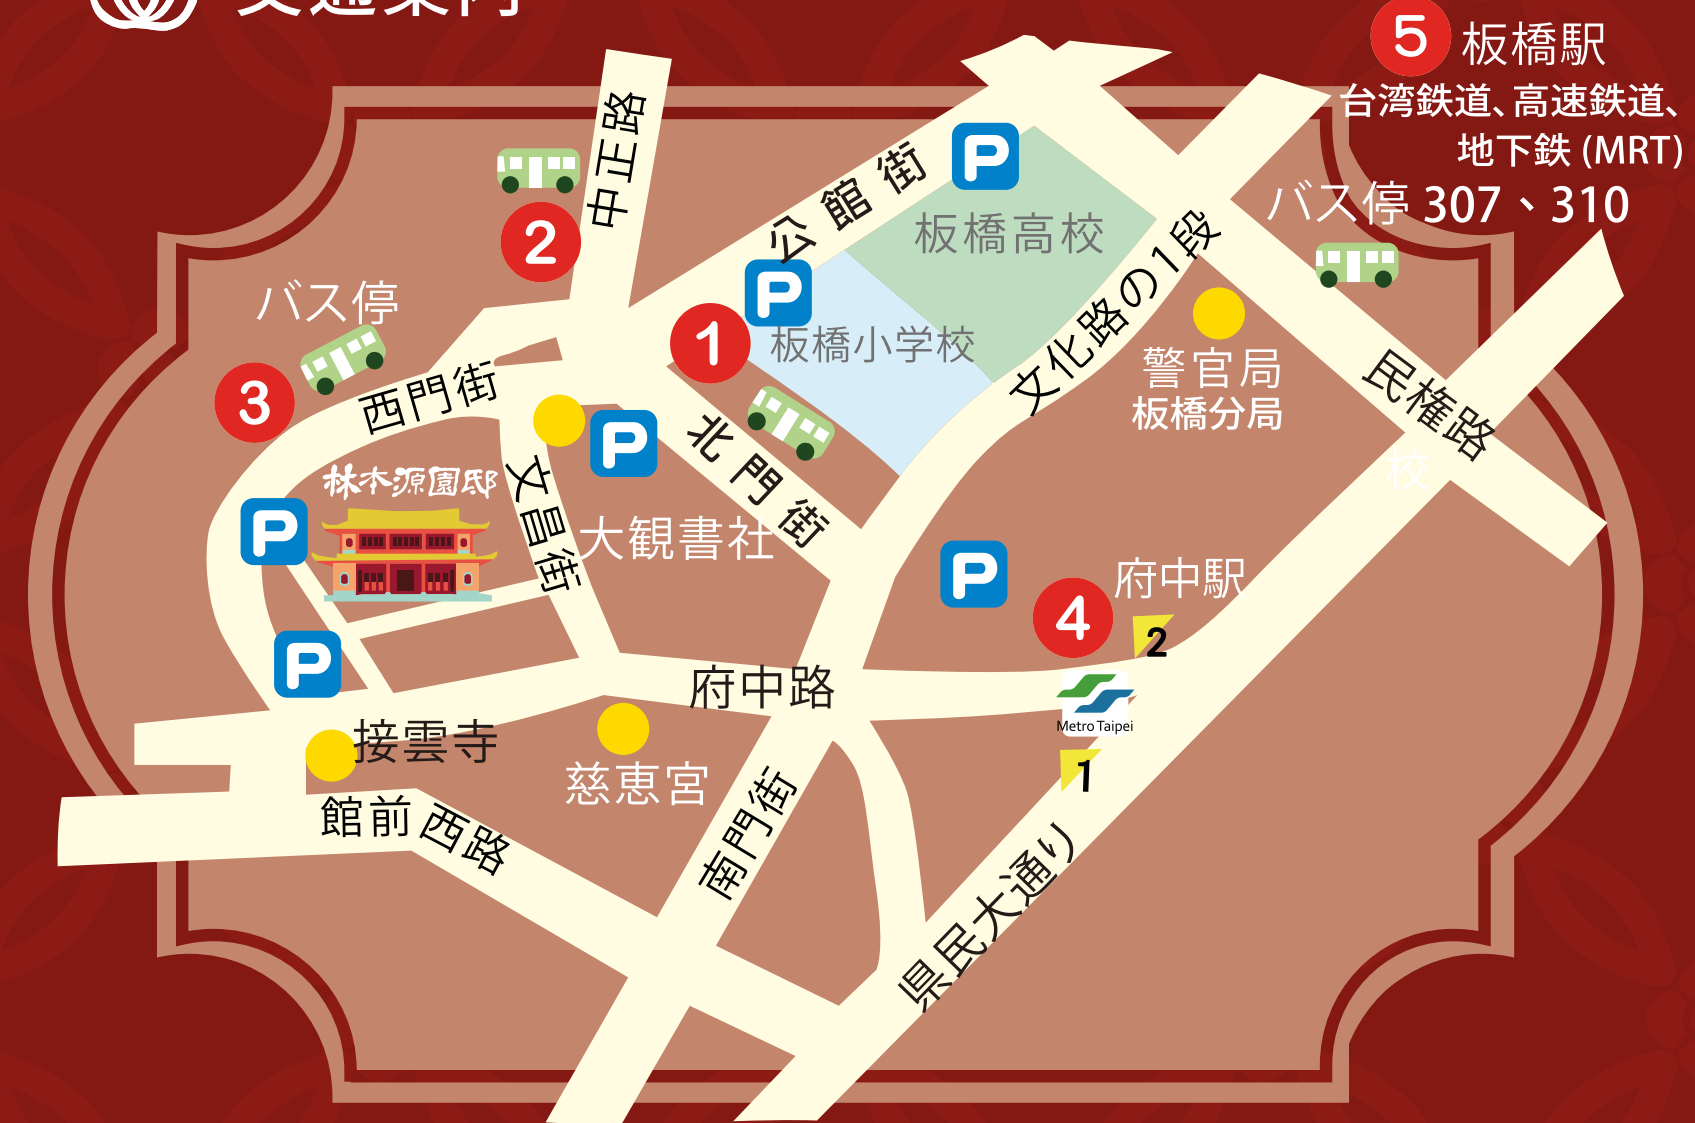 交通案内
5 板橋駅
台湾鉄道、高速鉄道、
地下鉄 (MRT)
バス停 307、310
中正路
2
公館街
P
板橋高校
P
板橋小学校
1
文化路の1段
警官局
板橋分局
民権路
校
バス停
3
西門街
P
北門街
林本源園邸
P
文昌街
大観書社
P
府中駅
4
2
P
府中路
Metro Taipei
1
接雲寺
慈恵宮
館前西路
南門街
県民大通り